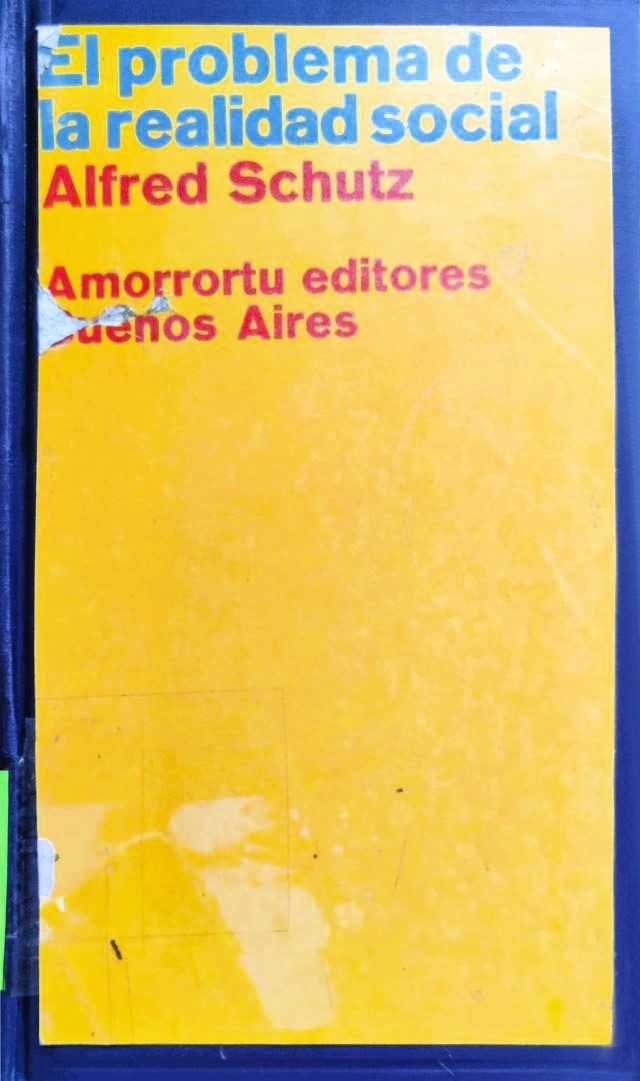 El problema de
la realidad social
Alfred Schutz
Amorrortu editores
Buenos Aires